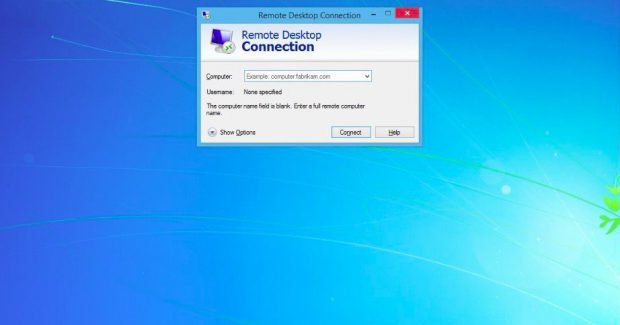 Remote Desktop Connection
Remote Desktop
Connection
Computer: Example: computer.fabrikam.com
Username: None specified
The computer name field is blank. Enter a full remote computer
name.
Show Options Connect Help